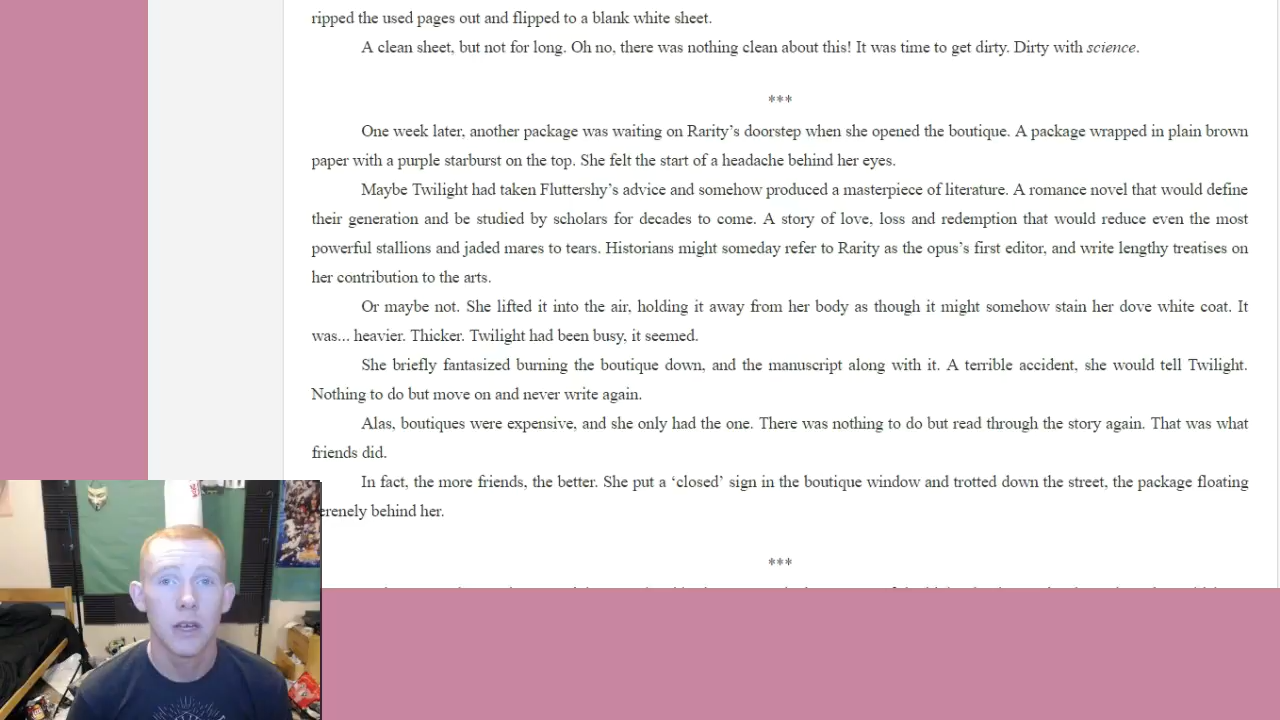 ripped the used pages out and flipped to a blank white sheet.
A clean sheet, but not for long. Oh no, there was nothing clean about this! It was time to get dirty. Dirty with science.
***
One week later, another package was waiting on Rarity’s doorstep when she opened the boutique. A package wrapped in plain brown
paper with a purple starburst on the top. She felt the start of a headache behind her eyes.
Maybe Twilight had taken Fluttershy’s advice and somehow produced a masterpiece of literature. A romance novel that would define
their generation and be studied by scholars for decades to come. A story of love, loss and redemption that would reduce even the most
powerful stallions and jaded mares to tears. Historians might someday refer to Rarity as the opus’s first editor, and write lengthy treatises on
her contribution to the arts.
Or maybe not. She lifted it into the air, holding it away from her body as though it might somehow stain her dove white coat. It
was... heavier. Thicker. Twilight had been busy, it seemed.
She briefly fantasized burning the boutique down, and the manuscript along with it. A terrible accident, she would tell Twilight.
Nothing to do but move on and never write again.
Alas, boutiques were expensive, and she only had the one. There was nothing to do but read through the story again. That was what
friends did.
In fact, the more friends, the better. She put a ‘closed’ sign in the boutique window and trotted down the street, the package floating
erenely behind her.
***